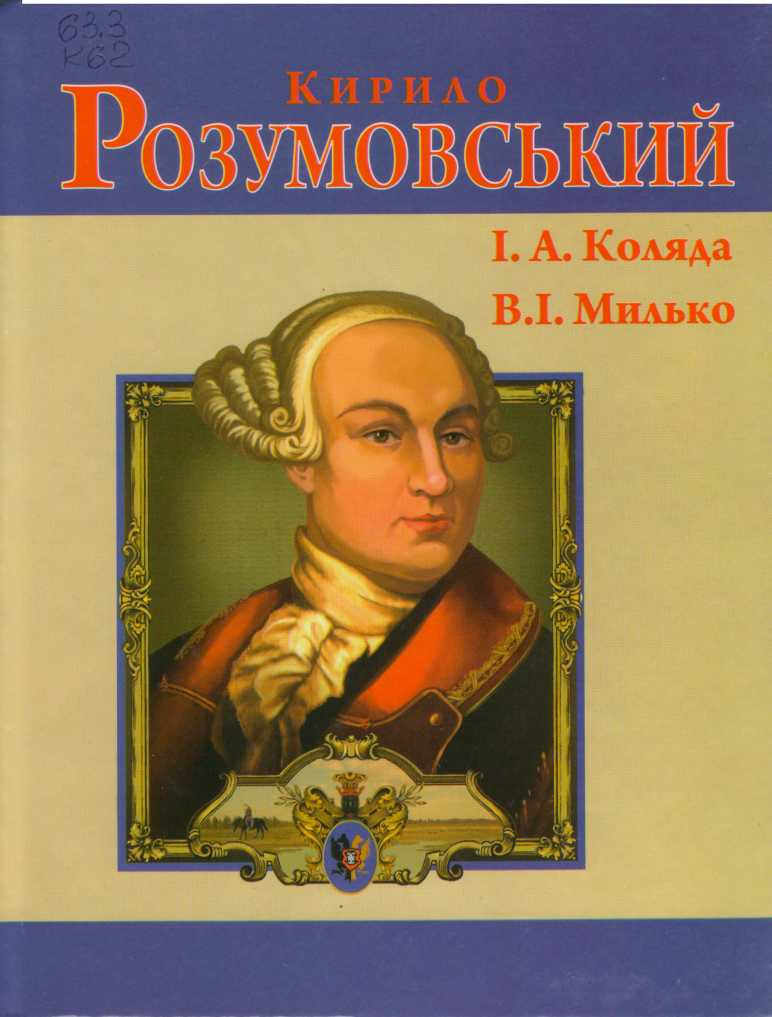 63.3
К62
Кирило
Розумовський
І. А. Коляда
В.І. Милько